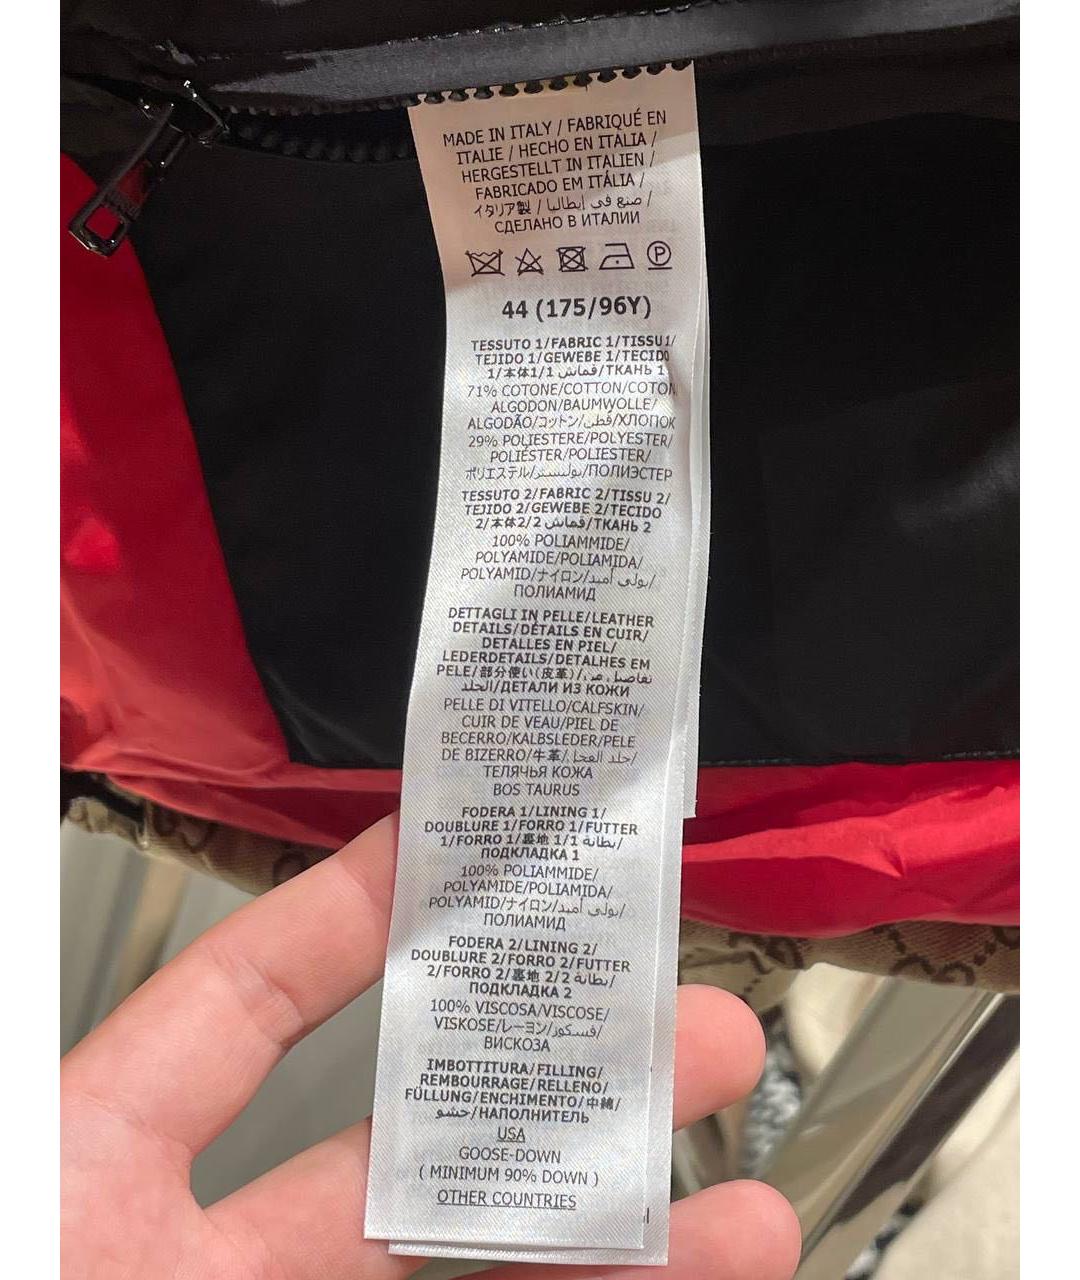 MADE IN ITALY / FABRIQUÉ EN
ITALIE / HECHO EN ITALIA /
HERGESTELLT IN ITALIEN /
FABRICADO EM ITÁLIA /
イタリア製 / صنع في إيطاليا /
СДЕЛАНО В ИТАЛИИ
P
44 (175/96Y)
TESSUTO 1/FABRIC 1/TISSU 1/
TEJIDO 1/GEWEBE 1/TECIDO
1/本体1/1 قماش/ТКАНЬ 1
71% COTONE/COTTON/COTON
ALGODON/BAUMWOLLE/
ALGODÃO/コットン/قطن/ХЛОПОК
29% POLIESTERE/POLYESTER/
POLIÉSTER/POLIESTER/
ポリエステル/بوليستر/ПОЛИЭСТЕР
TESSUTO 2/FABRIC 2/TISSU 2/
TEJIDO 2/GEWEBE 2/TECIDO
2/本体2/2 قماش/ТКАНЬ 2
100% POLIAMMIDE/
POLYAMIDE/POLIAMIDA/
POLYAMID/ナイロン/بولي أميد/
ПОЛИАМИД
DETTAGLI IN PELLE/LEATHER
DETAILS/DÉTAILS EN CUIR/
DETALLES EN PIEL/
LEDERDETAILS/DETALHES EM
PELE/部分使い(皮革)/تفاصيل من
الجلد/ДЕТАЛИ ИЗ КОЖИ
PELLE DI VITELLO/CALFSKIN/
CUIR DE VEAU/PIEL DE
BECERRO/KALBSLEDER/PELE
DE BIZERRO/牛革/جلد العجل/
ТЕЛЯЧЬЯ КОЖА
BOS TAURUS
FODERA 1/LINING 1/
DOUBLURE 1/FORRO 1/FUTTER
1/FORRO 1/裏地 1/1 بطانة/
ПОДКЛАДКА 1
100% POLIAMMIDE/
POLYAMIDE/POLIAMIDA/
POLYAMID/ナイロン/بولي أميد/
ПОЛИАМИД
FODERA 2/LINING 2/
DOUBLURE 2/FORRO 2/FUTTER
2/FORRO 2/裏地 2/2 بطانة/
ПОДКЛАДКА 2
100% VISCOSA/VISCOSE/
VISKOSE/レーヨン/فسكوز/
ВИСКОЗА
IMBOTTITURA/FILLING/
REMBOURRAGE/RELLENO/
FÜLLUNG/ENCHIMENTO/中綿/
حشو/НАПОЛНИТЕЛЬ
USA
GOOSE-DOWN
( MINIMUM 90% DOWN )
OTHER COUNTRIES